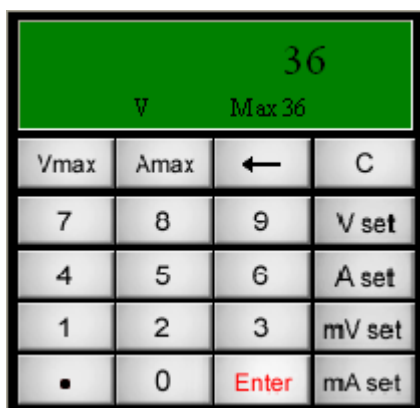 36
V Max 36
Vmax Amax ← C
7 8 9 V set
4 5 6 A set
1 2 3 mV set
. 0 Enter mA set